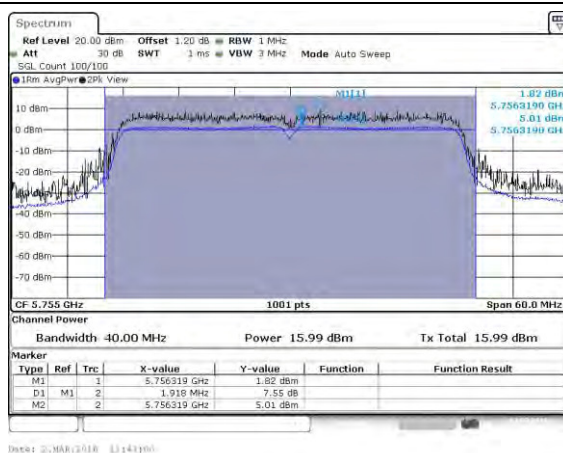 Spectrum
Ref Level 20.00 dBm Offset 1.20 dB RBW 1 MHz
Att 30 dB SWT 1 ms VBW 3 MHz Mode Auto Sweep
SGL Count 100/100
1Rm AvgPwr 2Pk View
M1[1] 1.82 dBm
5.7563190 GHz
5.01 dBm
5.7563190 GHz
10 dBm
0 dBm
-10 dBm
-20 dBm
-40 dBm
-50 dBm
-60 dBm
-70 dBm
CF 5.755 GHz 1001 pts Span 60.0 MHz
Channel Power
Bandwidth 40.00 MHz Power 15.99 dBm Tx Total 15.99 dBm
Marker
Type Ref Trc X-value Y-value Function Function Result
M1 1 5.756319 GHz 1.82 dBm
D1 M1 2 1.918 MHz 7.55 dB
M2 2 5.756319 GHz 5.01 dBm
Date: 2.MAR.2018